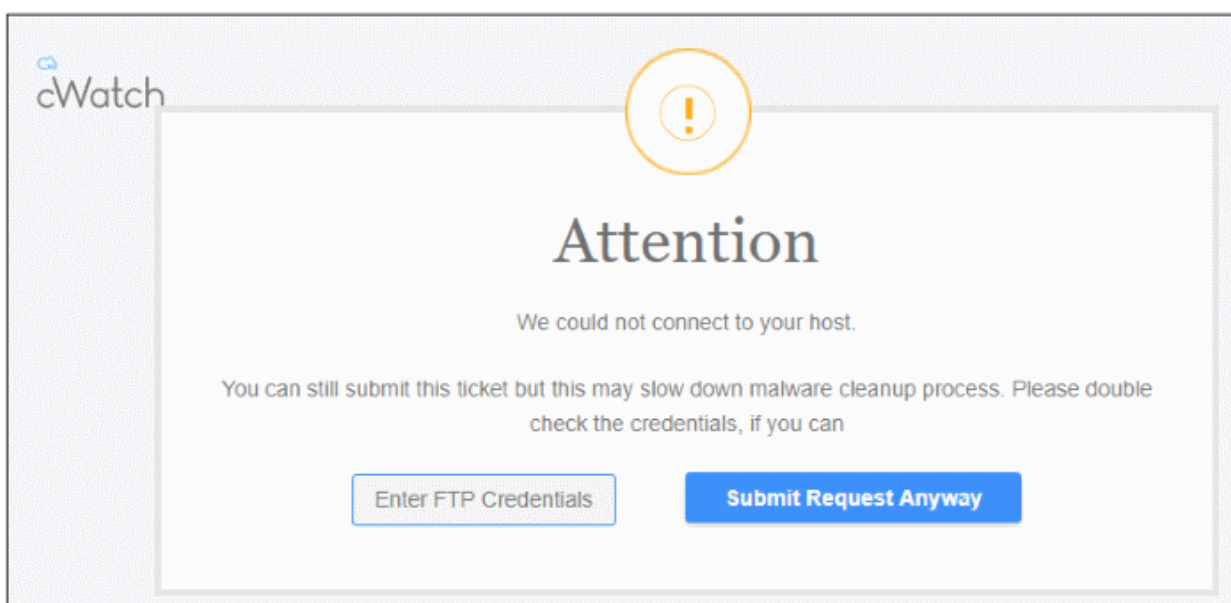 cWatch
Attention
We could not connect to your host.
You can still submit this ticket but this may slow down malware cleanup process. Please double
check the credentials, if you can
Enter FTP Credentials
Submit Request Anyway